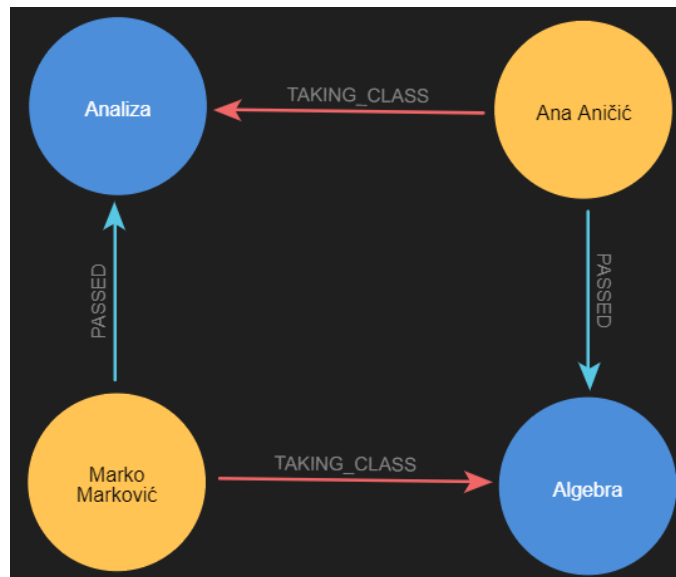 Analiza
TAKING_CLASS
Ana Aničić
PASSED
PASSED
Marko
Marković
TAKING_CLASS
Algebra